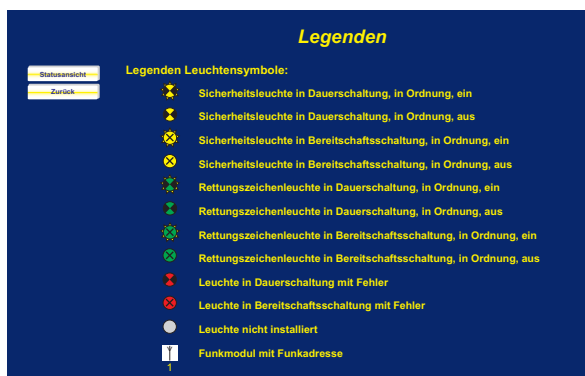 Legenden
Statusansicht
Zurück
Legenden Leuchtensymbole:
Sicherheitsleuchte in Dauerschaltung, in Ordnung, ein
Sicherheitsleuchte in Dauerschaltung, in Ordnung, aus
Sicherheitsleuchte in Bereitschaftsschaltung, in Ordnung, ein
Sicherheitsleuchte in Bereitschaftsschaltung, in Ordnung, aus
Rettungszeichenleuchte in Dauerschaltung, in Ordnung, ein
Rettungszeichenleuchte in Dauerschaltung, in Ordnung, aus
Rettungszeichenleuchte in Bereitschaftsschaltung, in Ordnung, ein
Rettungszeichenleuchte in Bereitschaftsschaltung, in Ordnung, aus
Leuchte in Dauerschaltung mit Fehler
Leuchte in Bereitschaftsschaltung mit Fehler
Leuchte nicht installiert
Funkmodul mit Funkadresse
1